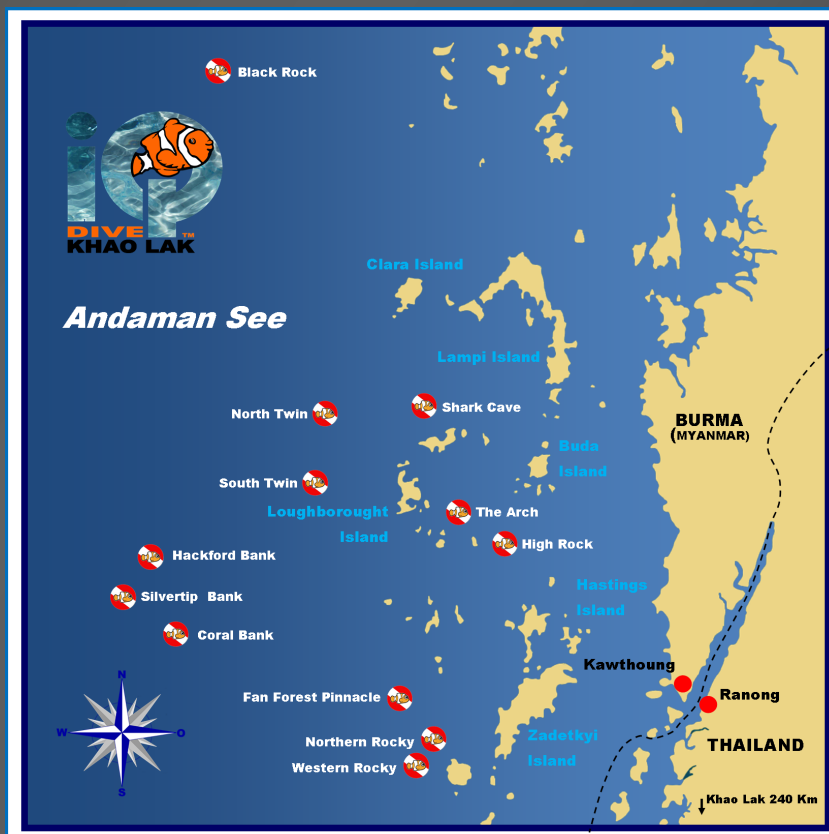 Black Rock
iQ
DIVE ™
KHAO LAK
Clara Island
Andaman See
Lampi Island
North Twin
Shark Cave
BURMA
(MYANMAR)
Buda
Island
South Twin
Loughborought
Island
The Arch
High Rock
Hackford Bank
Silvertip Bank
Hastings
Island
Coral Bank
Kawthoung
N
W
O
S
Fan Forest Pinnacle
Ranong
Northern Rocky
Zadetkyi
Island
THAILAND
Western Rocky
Khao Lak 240 Km